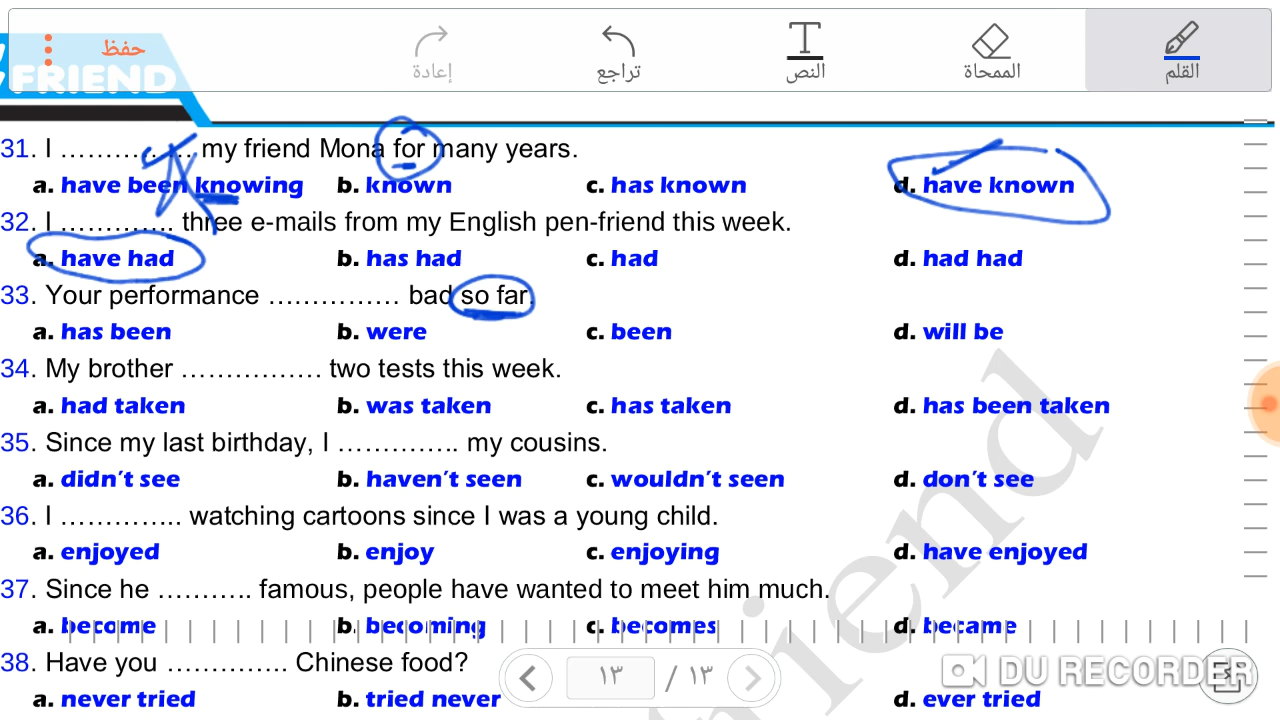 حفظ
إعادة
تراجع
النص
الممحاة
القلم
FRIEND
31. I ……………… my friend Mona for many years.
a. have been knowing b. known c. has known d. have known
32. I …………. three e-mails from my English pen-friend this week.
a. have had b. has had c. had d. had had
33. Your performance …………… bad so far.
a. has been b. were c. been d. will be
34. My brother ……………. two tests this week.
a. had taken b. was taken c. has taken d. has been taken
35. Since my last birthday, I ………….. my cousins.
a. didn't see b. haven't seen c. wouldn't seen d. don't see
36. I ………….. watching cartoons since I was a young child.
a. enjoyed b. enjoy c. enjoying d. have enjoyed
37. Since he ……….. famous, people have wanted to meet him much.
a. become b. becoming c. becomes d. became
38. Have you ………….. Chinese food?
a. never tried b. tried never d. ever tried
١٣ / ١٣
DU RECORDER